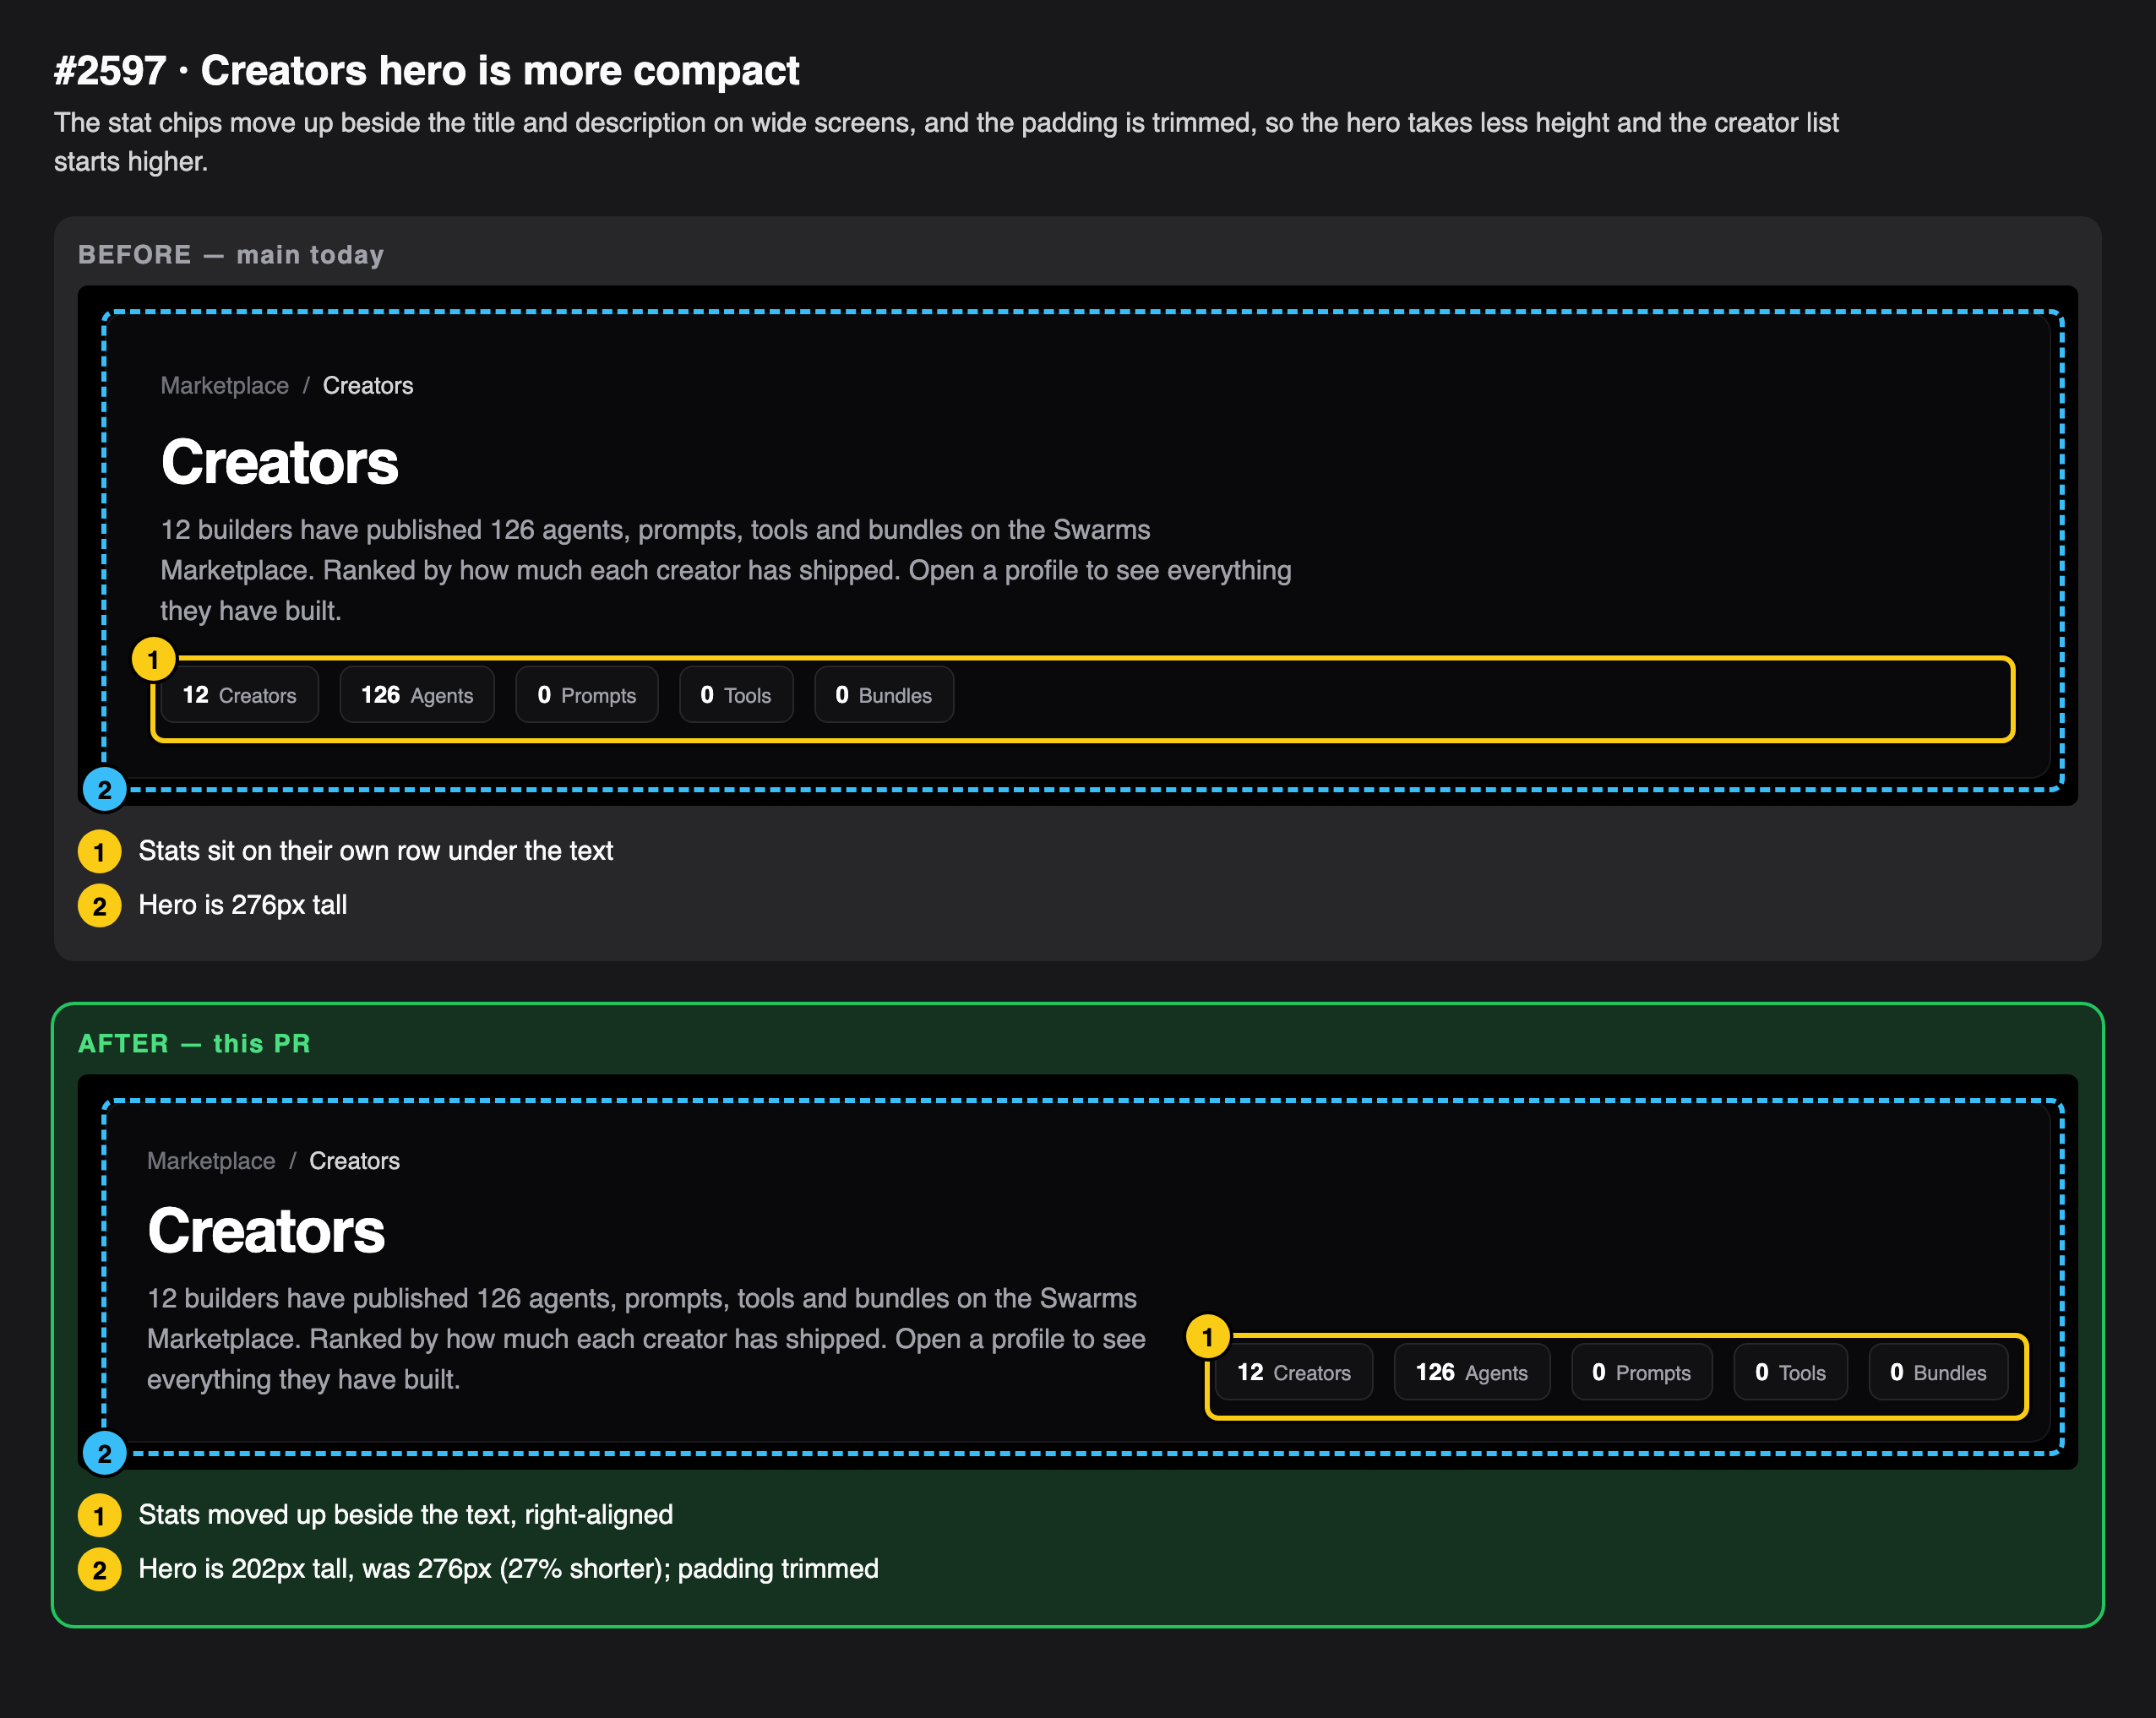 #2597 · Creators hero is more compact
The stat chips move up beside the title and description on wide screens, and the padding is trimmed, so the hero takes less height and the creator list
starts higher.
BEFORE — main today
Marketplace / Creators
Creators
12 builders have published 126 agents, prompts, tools and bundles on the Swarms
Marketplace. Ranked by how much each creator has shipped. Open a profile to see everything
they have built.
1
12 Creators 126 Agents 0 Prompts 0 Tools 0 Bundles
2
1 Stats sit on their own row under the text
2 Hero is 276px tall
AFTER — this PR
Marketplace / Creators
Creators
12 builders have published 126 agents, prompts, tools and bundles on the Swarms
Marketplace. Ranked by how much each creator has shipped. Open a profile to see
everything they have built.
1
12 Creators 126 Agents 0 Prompts 0 Tools 0 Bundles
2
1 Stats moved up beside the text, right-aligned
2 Hero is 202px tall, was 276px (27% shorter); padding trimmed